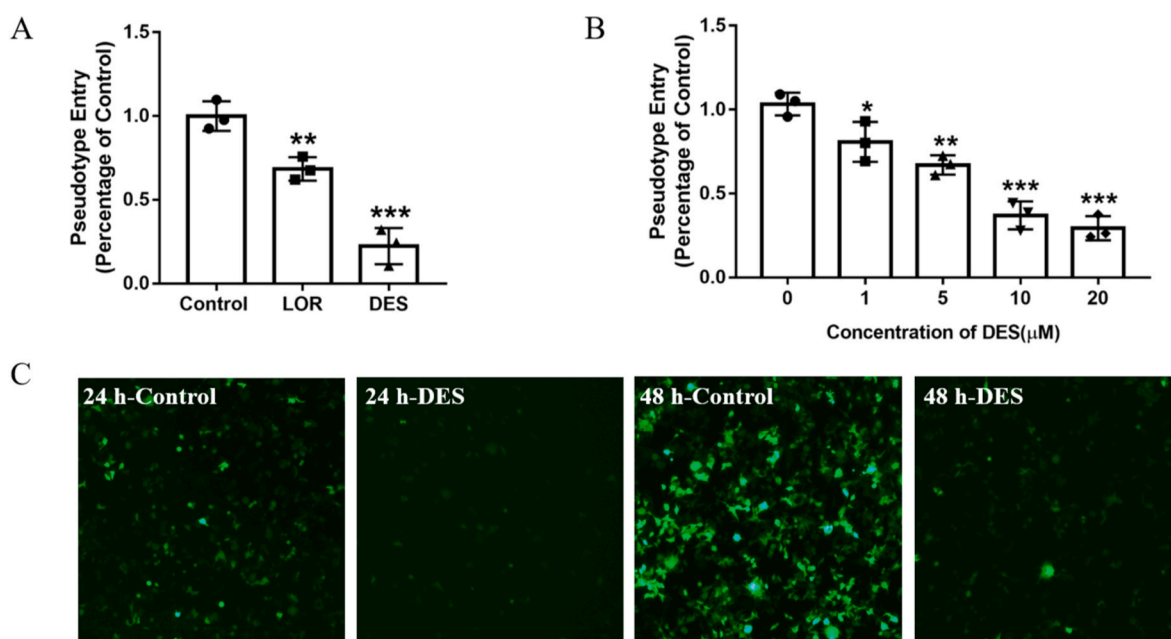 A
Pseudotype Entry
(Percentage of Control)
1.5
1.0
0.5
0.0
**
***
Control LOR DES
B
Pseudotype Entry
(Percentage of Control)
1.5
1.0
0.5
0.0
*
**
***
***
0 1 5 10 20
Concentration of DES(μM)
C
24 h-Control
24 h-DES
48 h-Control
48 h-DES